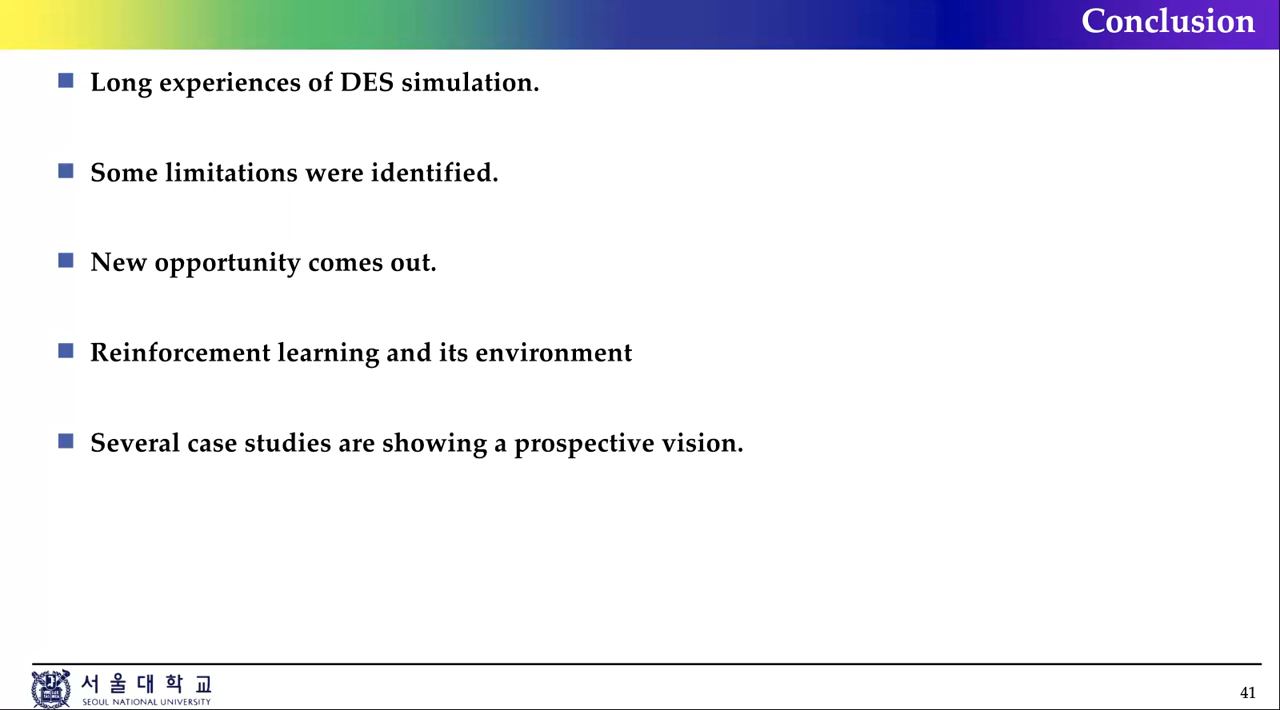 Conclusion
Long experiences of DES simulation.
Some limitations were identified.
New opportunity comes out.
Reinforcement learning and its environment
Several case studies are showing a prospective vision.
서울대학교
SEOUL NATIONAL UNIVERSITY
41